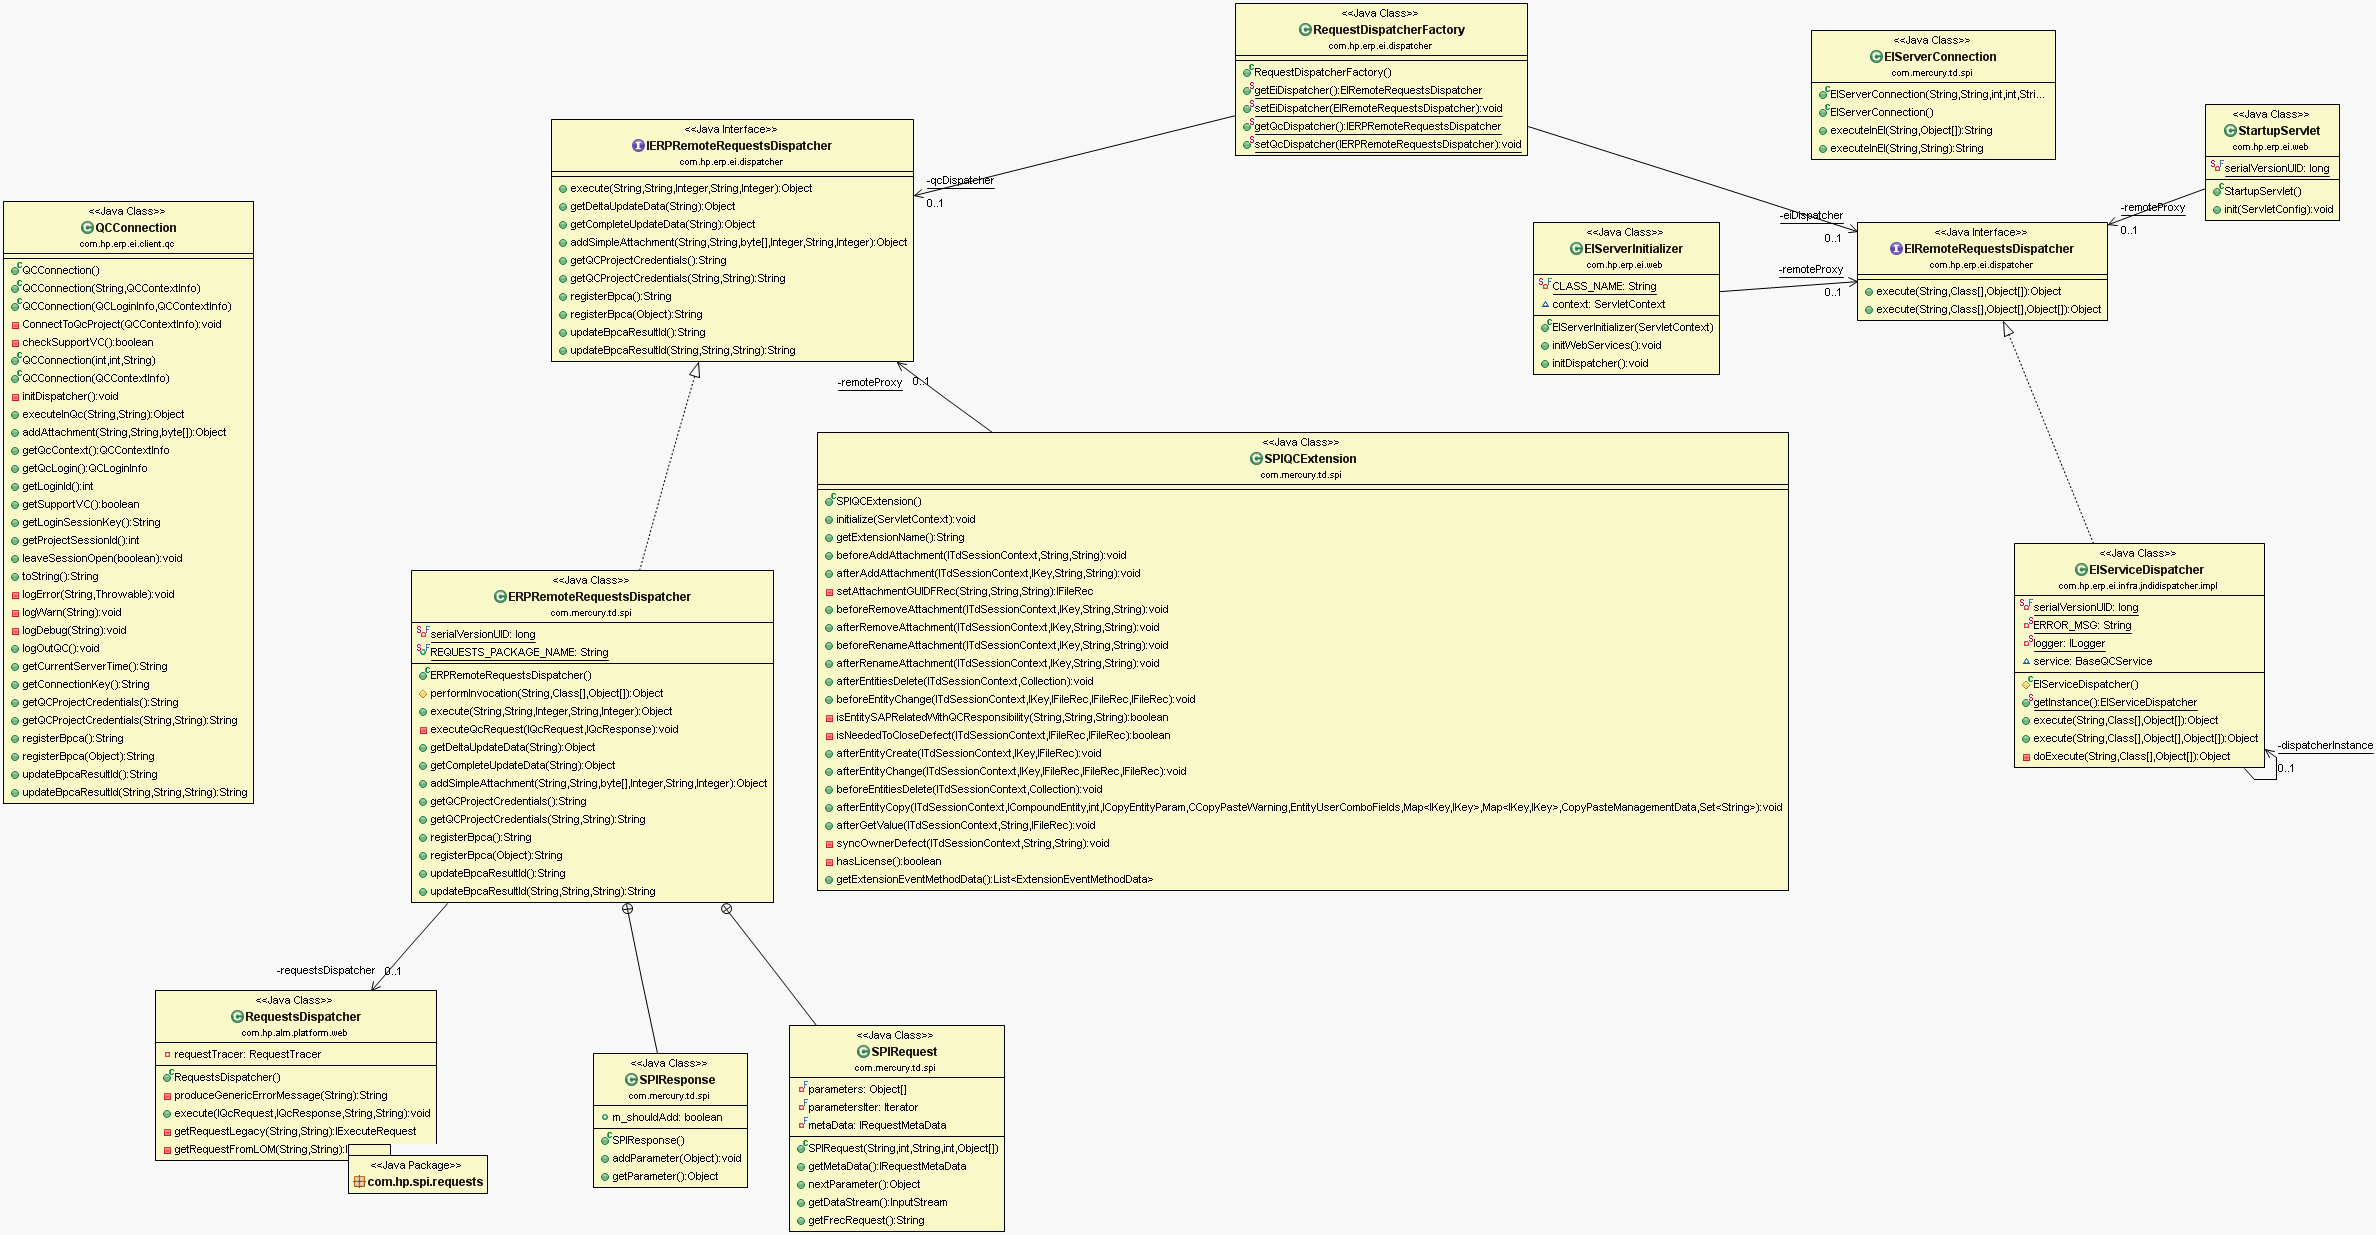 <<Java Class>>
RequestDispatcherFactory
com.hp.erp.ei.dispatcher
RequestDispatcherFactory()
getEiDispatcher():EIRemoteRequestsDispatcher
setEiDispatcher(EIRemoteRequestsDispatcher):void
getQcDispatcher():IERPRemoteRequestsDispatcher
setQcDispatcher(IERPRemoteRequestsDispatcher):void
<<Java Class>>
EIServerConnection
com.mercury.td.spi
EIServerConnection(String,String,int,int,Stri...
EIServerConnection()
executeInEI(String,Object[]):String
executeInEI(String,String):String
<<Java Class>>
StartupServlet
com.hp.erp.ei.web
serialVersionUID: long
StartupServlet()
init(ServletConfig):void
<<Java Interface>>
IERPRemoteRequestsDispatcher
com.hp.erp.ei.dispatcher
execute(String,String,Integer,String,Integer):Object
getDeltaUpdateData(String):Object
getCompleteUpdateData(String):Object
addSimpleAttachment(String,String,byte[],Integer,String,Integer):Object
getQCProjectCredentials():String
getQCProjectCredentials(String,String):String
registerBpca():String
registerBpca(Object):String
updateBpcaResultId():String
updateBpcaResultId(String,String,String):String
-qcDispatcher
0..1
-eiDispatcher
0..1
-remoteProxy
0..1
<<Java Class>>
QCConnection
com.hp.erp.ei.client.qc
QCConnection()
QCConnection(String,QCContextInfo)
QCConnection(QCLoginInfo,QCContextInfo)
ConnectToQcProject(QCContextInfo):void
checkSupportVC():boolean
QCConnection(int,int,String)
QCConnection(QCContextInfo)
initDispatcher():void
executeInQc(String,String):Object
addAttachment(String,String,byte[]):Object
getQcContext():QCContextInfo
getQcLogin():QCLoginInfo
getLoginId():int
getSupportVC():boolean
getLoginSessionKey():String
getProjectSessionId():int
leaveSessionOpen(boolean):void
toString():String
logError(String,Throwable):void
logWarn(String):void
logDebug(String):void
logOutQC():void
getCurrentServerTime():String
getConnectionKey():String
getQCProjectCredentials():String
getQCProjectCredentials(String,String):String
registerBpca():String
registerBpca(Object):String
updateBpcaResultId():String
updateBpcaResultId(String,String,String):String
<<Java Class>>
EIServerInitializer
com.hp.erp.ei.web
CLASS_NAME: String
context: ServletContext
EIServerInitializer(ServletContext)
initWebServices():void
initDispatcher():void
-remoteProxy
0..1
<<Java Interface>>
EIRemoteRequestsDispatcher
com.hp.erp.ei.dispatcher
execute(String,Class[],Object[]):Object
execute(String,Class[],Object[],Object[]):Object
-remoteProxy
0..1
<<Java Class>>
SPIQCExtension
com.mercury.td.spi
SPIQCExtension()
initialize(ServletContext):void
getExtensionName():String
beforeAddAttachment(ITdSessionContext,String,String):void
afterAddAttachment(ITdSessionContext,IKey,String,String):void
setAttachmentGUIDFRec(String,String,String):IFileRec
beforeRemoveAttachment(ITdSessionContext,IKey,String,String):void
afterRemoveAttachment(ITdSessionContext,IKey,String,String):void
beforeRenameAttachment(ITdSessionContext,IKey,String,String):void
afterRenameAttachment(ITdSessionContext,IKey,String,String):void
afterEntitiesDelete(ITdSessionContext,Collection):void
beforeEntityChange(ITdSessionContext,IKey,IFileRec,IFileRec,IFileRec):void
isEntitySAPRelatedWithQCResponsibility(String,String,String):boolean
isNeededToCloseDefect(ITdSessionContext,IFileRec,IFileRec):boolean
afterEntityCreate(ITdSessionContext,IKey,IFileRec):void
afterEntityChange(ITdSessionContext,IKey,IFileRec,IFileRec,IFileRec):void
beforeEntitiesDelete(ITdSessionContext,Collection):void
afterEntityCopy(ITdSessionContext,ICompoundEntity,int,ICopyEntityParam,CCopyPasteWarning,EntityUserComboFields,Map<IKey,IKey>,Map<IKey,IKey>,CopyPasteManagementData,Set<String>):void
afterGetValue(ITdSessionContext,String,IFileRec):void
syncOwnerDefect(ITdSessionContext,String,String):void
hasLicense():boolean
getExtensionEventMethodData():List<ExtensionEventMethodData>
<<Java Class>>
EIServiceDispatcher
com.hp.erp.ei.infra.jndidispatcher.impl
serialVersionUID: long
ERROR_MSG: String
logger: ILogger
service: BaseQCService
EIServiceDispatcher()
getInstance():EIServiceDispatcher
execute(String,Class[],Object[]):Object
execute(String,Class[],Object[],Object[]):Object
doExecute(String,Class[],Object[]):Object
-dispatcherInstance
0..1
<<Java Class>>
ERPRemoteRequestsDispatcher
com.mercury.td.spi
serialVersionUID: long
REQUESTS_PACKAGE_NAME: String
ERPRemoteRequestsDispatcher()
performInvocation(String,Class[],Object[]):Object
execute(String,String,Integer,String,Integer):Object
executeQcRequest(IQcRequest,IQcResponse):void
getDeltaUpdateData(String):Object
getCompleteUpdateData(String):Object
addSimpleAttachment(String,String,byte[],Integer,String,Integer):Object
getQCProjectCredentials():String
getQCProjectCredentials(String,String):String
registerBpca():String
registerBpca(Object):String
updateBpcaResultId():String
updateBpcaResultId(String,String,String):String
-requestsDispatcher
0..1
<<Java Class>>
RequestsDispatcher
com.hp.alm.platform.web
requestTracer: RequestTracer
RequestsDispatcher()
produceGenericErrorMessage(String):String
execute(IQcRequest,IQcResponse,String,String):void
getRequestLegacy(String,String):IExecuteRequest
getRequestFromLOM(String,String):I
<<Java Package>>
com.hp.spi.requests
<<Java Class>>
SPIResponse
com.mercury.td.spi
m_shouldAdd: boolean
SPIResponse()
addParameter(Object):void
getParameter():Object
<<Java Class>>
SPIRequest
com.mercury.td.spi
parameters: Object[]
parametersIter: Iterator
metaData: IRequestMetaData
SPIRequest(String,int,String,int,Object[])
getMetaData():IRequestMetaData
nextParameter():Object
getDataStream():InputStream
getFrecRequest():String